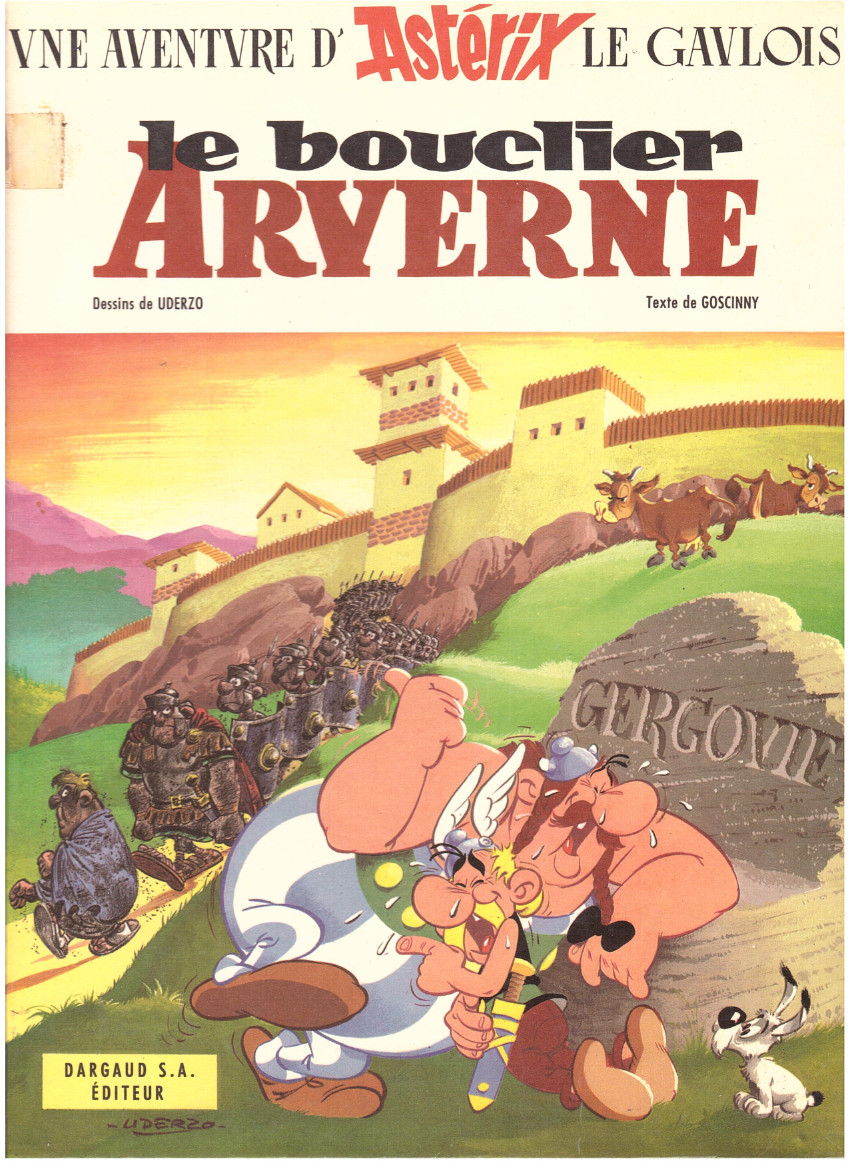 VNE AVENTVRE D' Astérix LE GAVLOIS
le bouclier
ARVERNE
Dessins de UDERZO
Texte de GOSCINNY
GERGOVIE
DARGAUD S.A.
ÉDITEUR
UDERZO